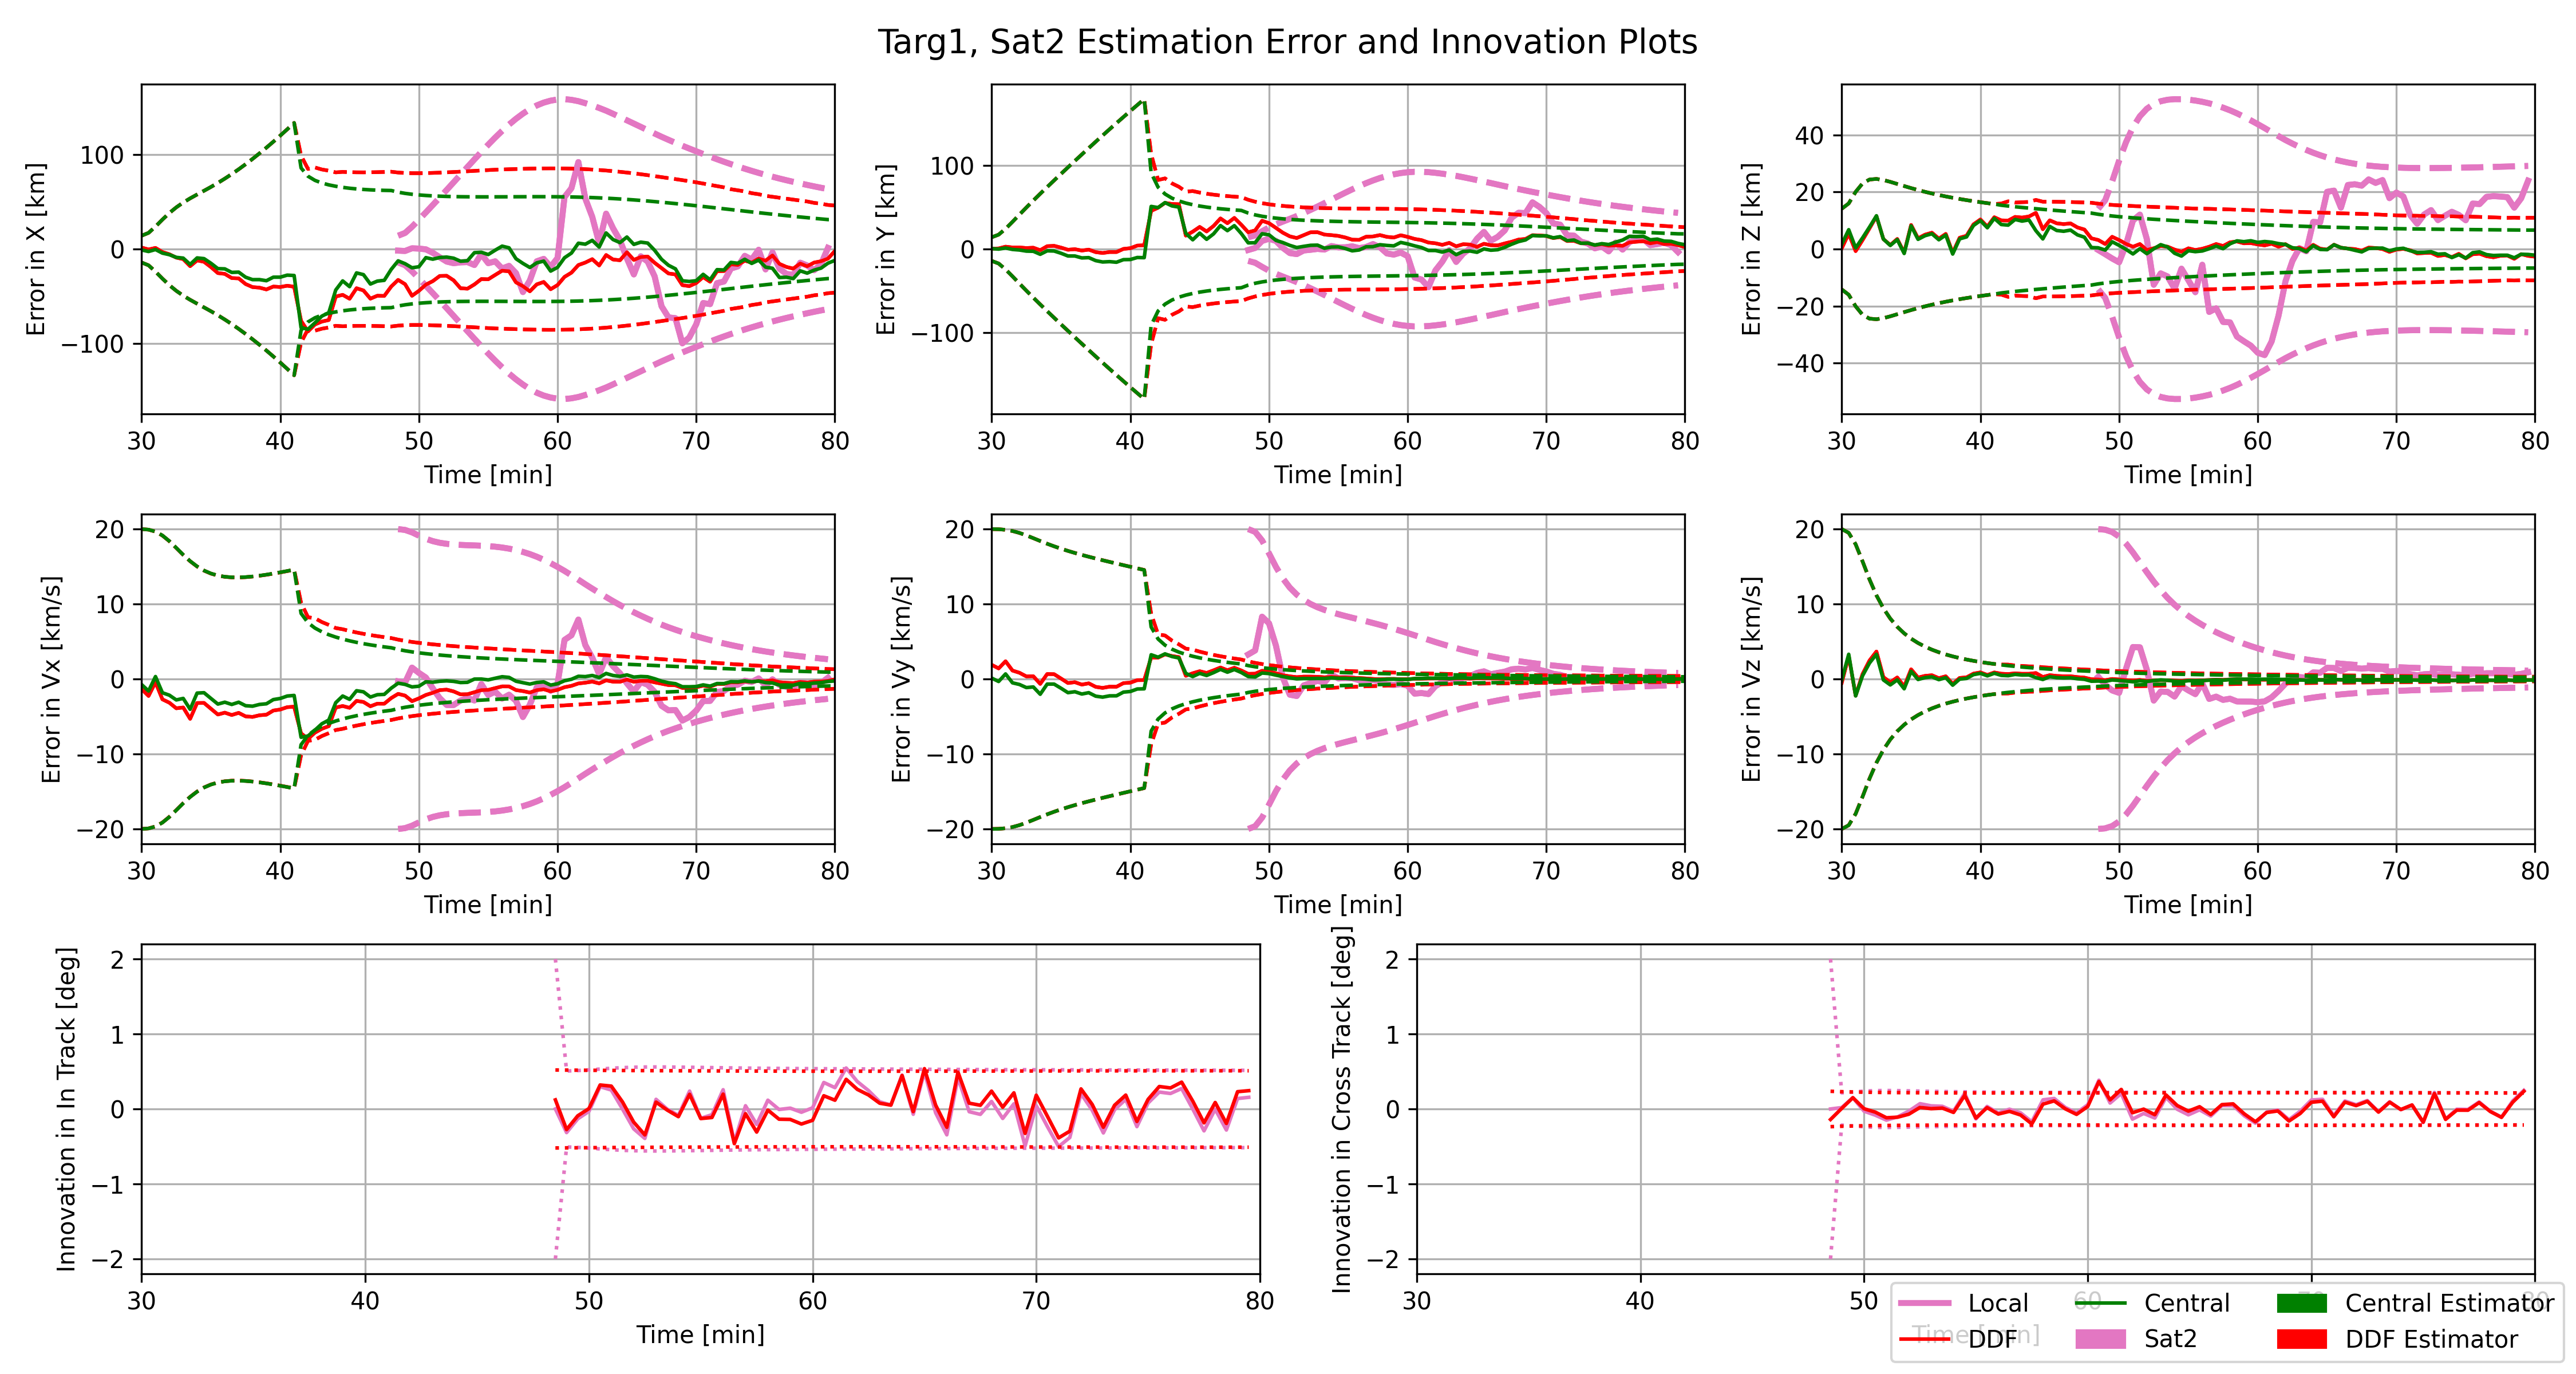 Targ1, Sat2 Estimation Error and Innovation Plots
Error in X [km]
100
0
−100
30 40 50 60 70 80
Time [min]
Error in Y [km]
100
0
−100
30 40 50 60 70 80
Time [min]
Error in Z [km]
40
20
0
−20
−40
30 40 50 60 70 80
Time [min]
Error in Vx [km/s]
20
10
0
−10
−20
30 40 50 60 70 80
Time [min]
Error in Vy [km/s]
20
10
0
−10
−20
30 40 50 60 70 80
Time [min]
Error in Vz [km/s]
20
10
0
−10
−20
30 40 50 60 70 80
Time [min]
Innovation in In Track [deg]
2
1
0
−1
−2
30 40 50 60 70 80
Time [min]
Innovation in Cross Track [deg]
2
1
0
−1
−2
30 40 50 60 70 80
Time [min]
Local Central Central Estimator
DDF Sat2 DDF Estimator